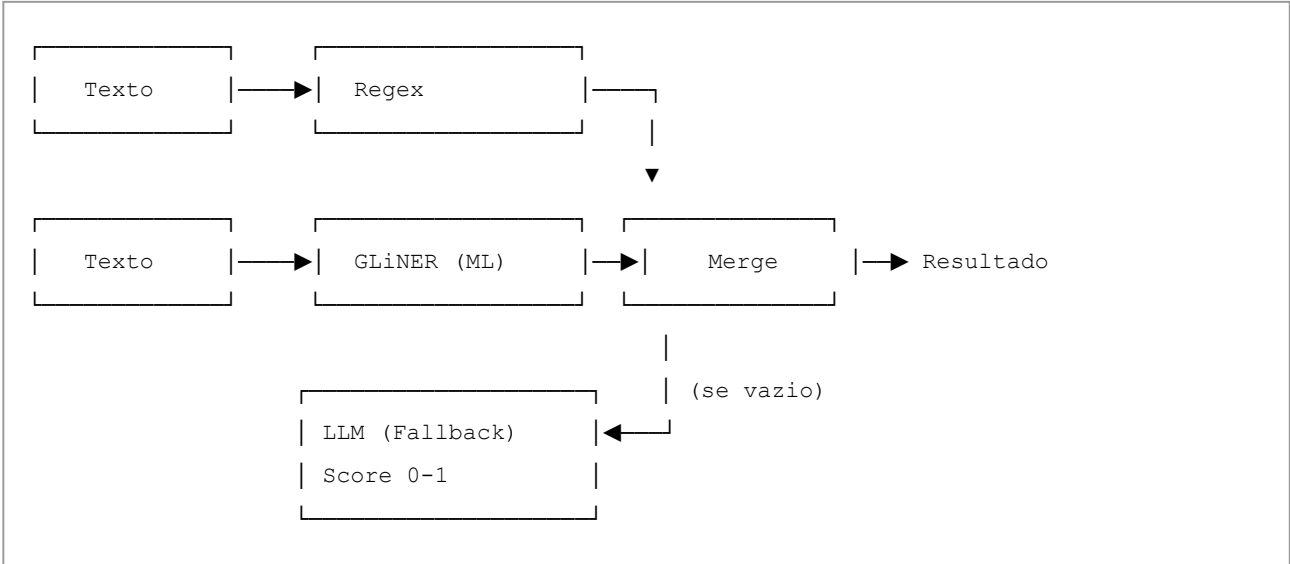 Texto Regex
Texto GLiNER (ML) Merge Resultado
(se vazio)
LLM (Fallback)
Score 0-1